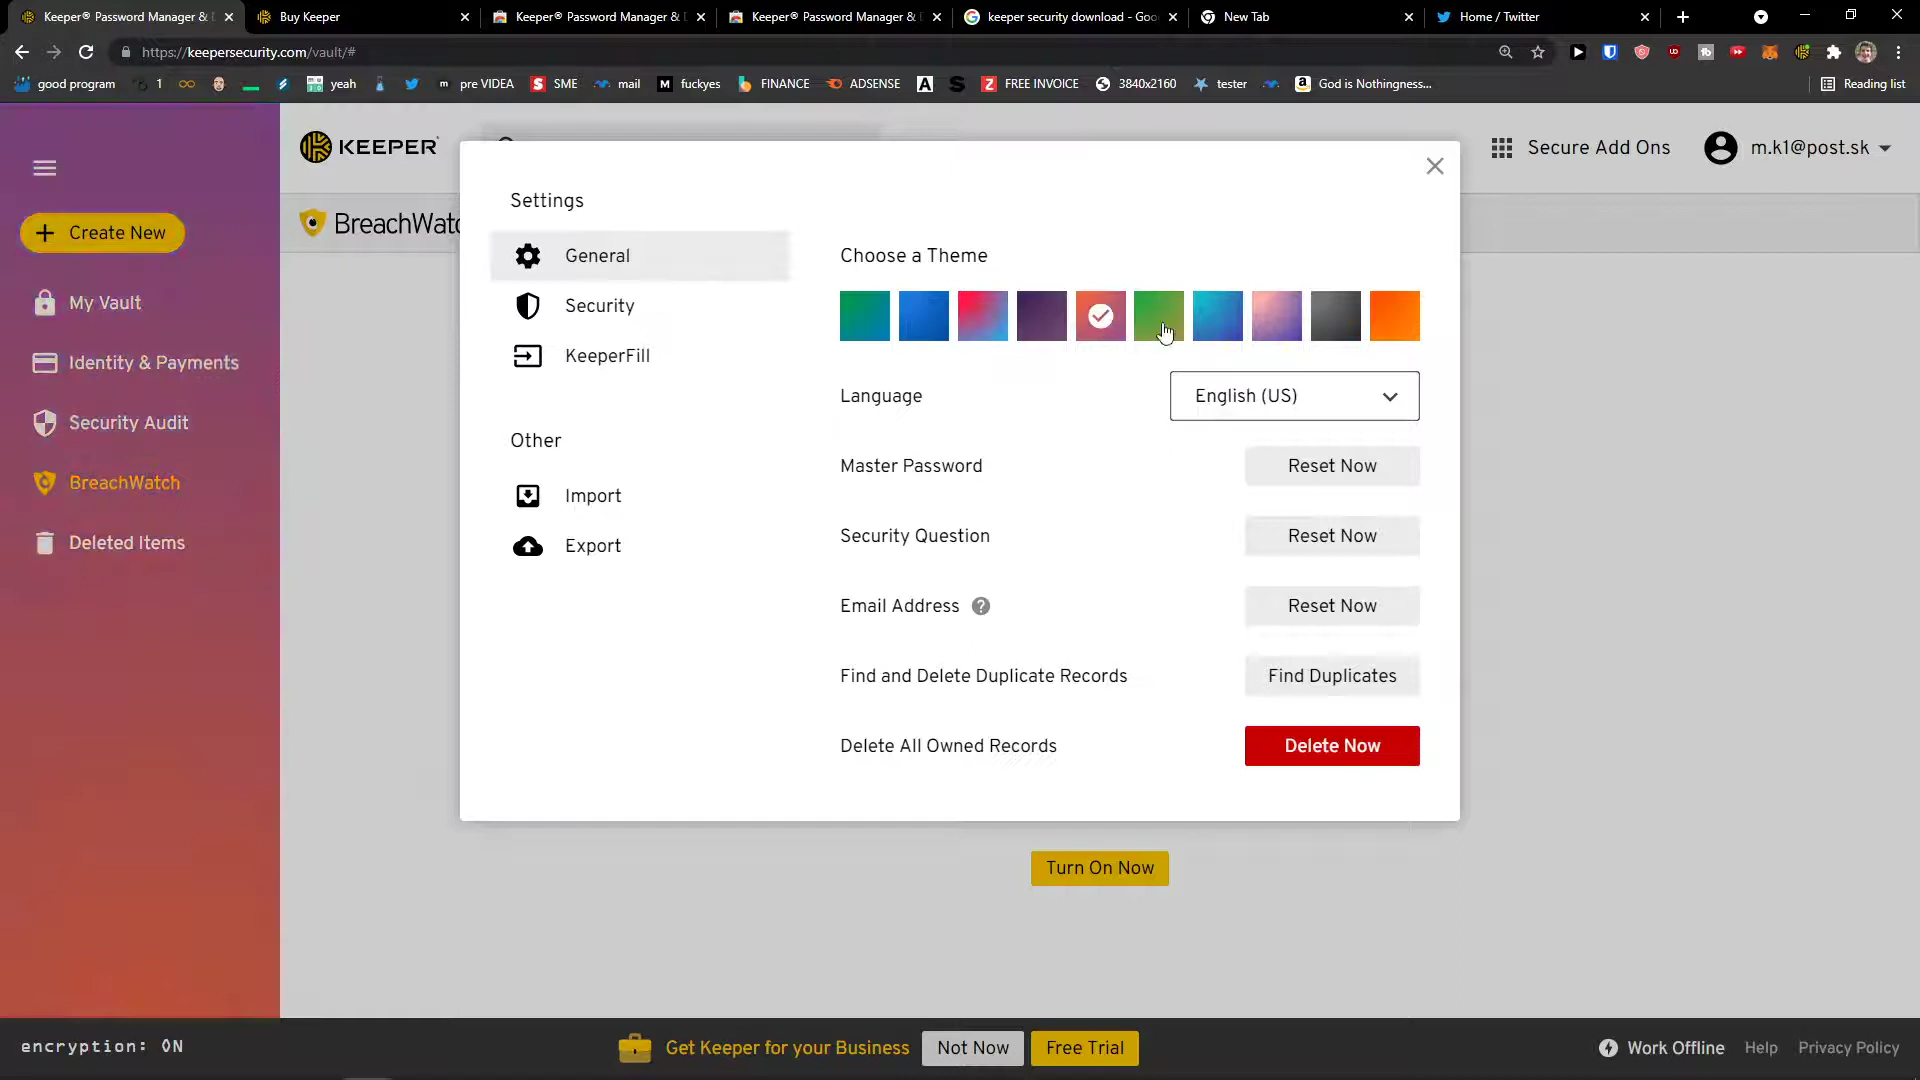 Keeper® Password Manager &
Buy Keeper
Keeper® Password Manager &
Keeper® Password Manager &
keeper security download - Goo
New Tab
Home / Twitter
https://keepersecurity.com/vault/#
good program
1
yeah
pre VIDEA
SME
mail
fuckyes
FINANCE
ADSENSE
FREE INVOICE
3840x2160
tester
God is Nothingness...
Reading list
KEEPER
Secure Add Ons
m.k1@post.sk
Create New
BreachWatc
My Vault
Identity & Payments
Security Audit
BreachWatch
Deleted Items
Settings
General
Security
KeeperFill
Other
Import
Export
Choose a Theme
Language
English (US)
Master Password
Reset Now
Security Question
Reset Now
Email Address
Reset Now
Find and Delete Duplicate Records
Find Duplicates
Delete All Owned Records
Delete Now
Turn On Now
encryption: ON
Get Keeper for your Business
Not Now
Free Trial
Work Offline
Help
Privacy Policy